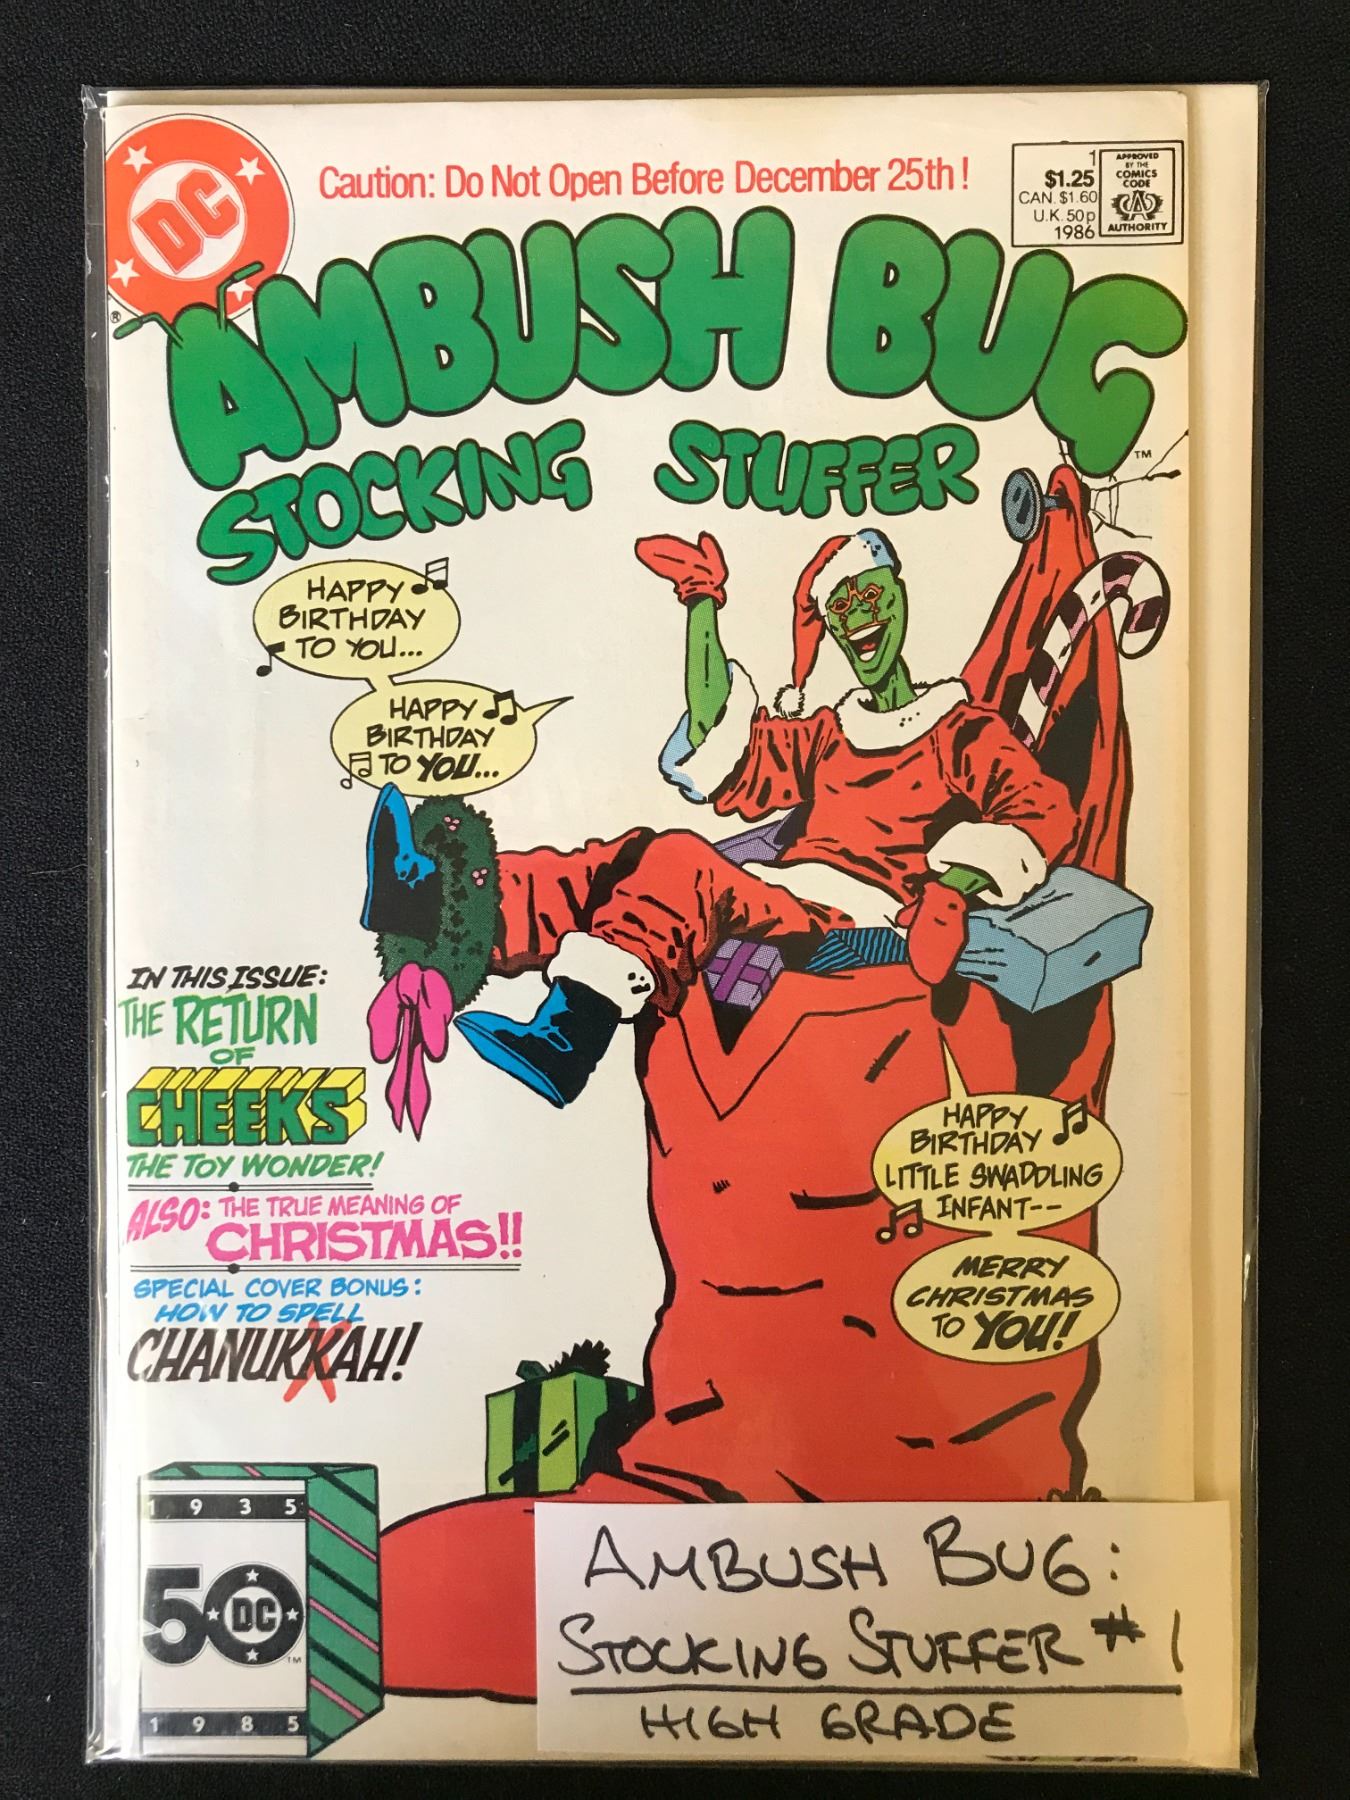 DC
®
Caution: Do Not Open Before December 25th!
1
$1.25
CAN. $1.60
U.K. 50p
1986
APPROVED
BY THE
COMICS
CODE
CA
AUTHORITY
AMBUSH BUG
TM
STOCKING STUFFER
HAPPY
BIRTHDAY
TO YOU...
HAPPY
BIRTHDAY
TO YOU...
IN THIS ISSUE:
THE RETURN
OF
CHEEKS
THE TOY WONDER!
ALSO: THE TRUE MEANING OF
CHRISTMAS!!
SPECIAL COVER BONUS:
HOW TO SPELL
CHANUKKAH!
HAPPY
BIRTHDAY
LITTLE SWADDLING
INFANT--
MERRY
CHRISTMAS
TO YOU!
1935
50 DC
TM
1985
AMBUSH BUG:
STOCKING STUFFER #1
HIGH GRADE